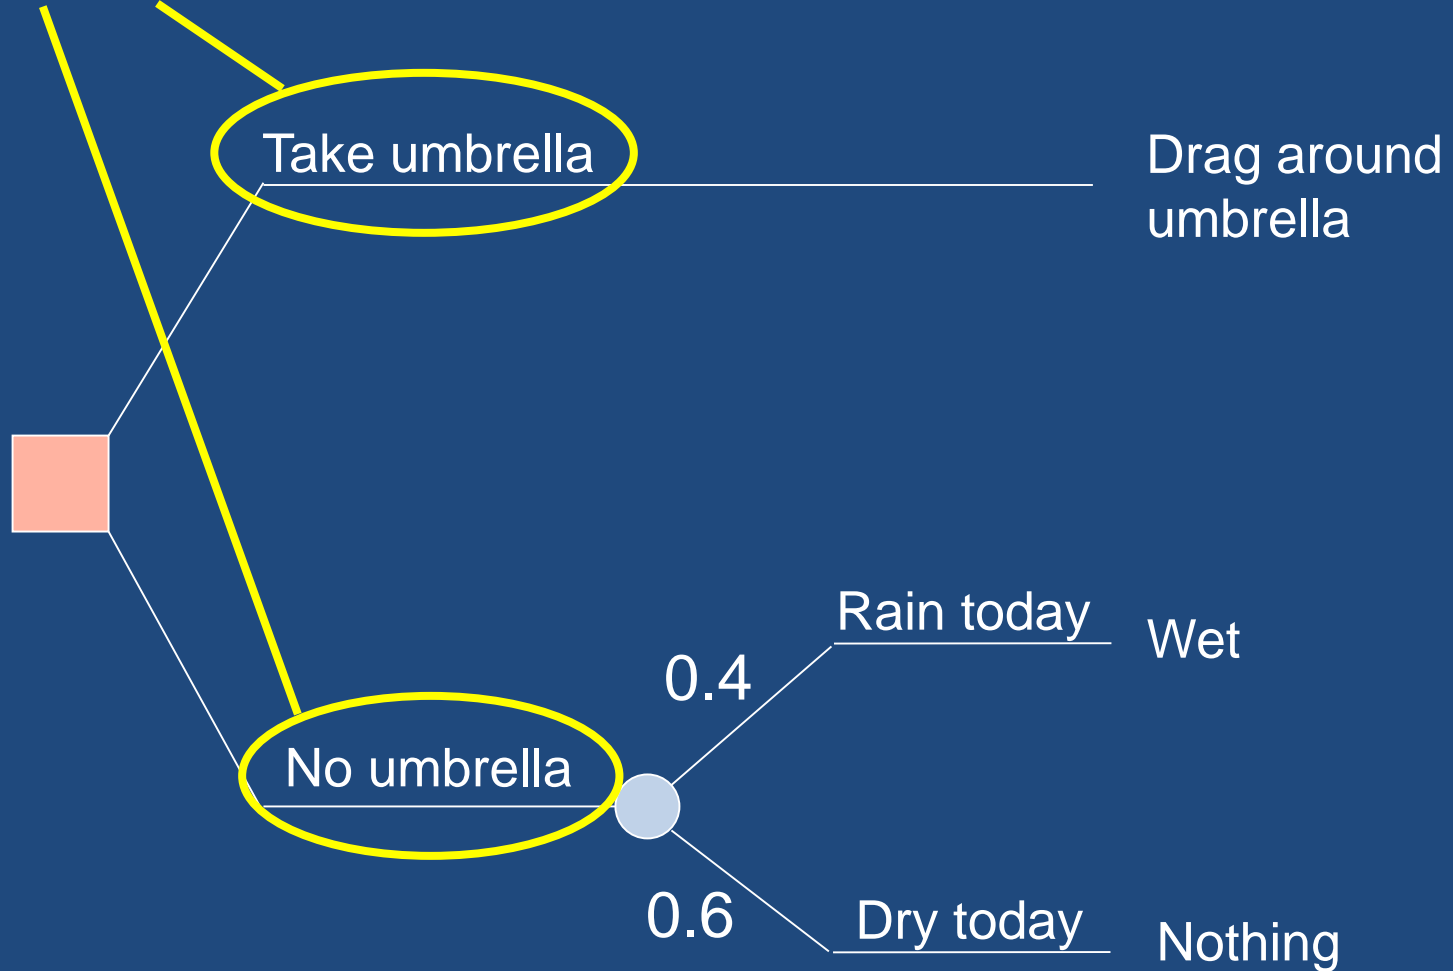 Take umbrella
Drag around
umbrella
Rain today
Wet
0.4
No umbrella
0.6
Dry today
Nothing